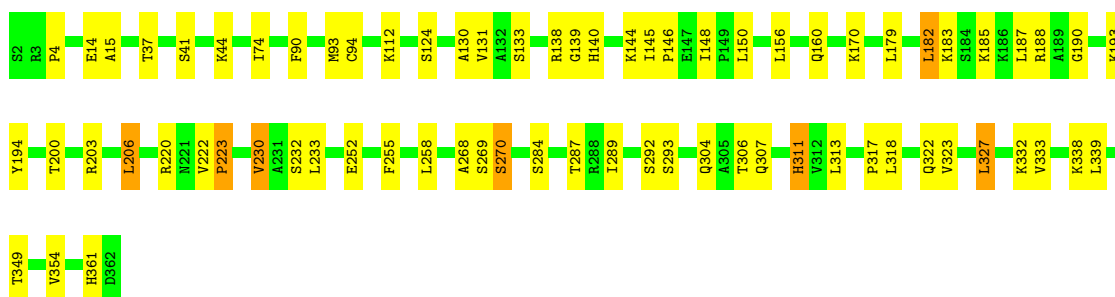 S2 R3 P4 E14 A15 T37 S41 K44 I74 F90 M93 C94 K112 S124 A130 V131 A132 S133 R138 G139 H140 K144 I145 P146 E147 I148 P149 L150 L156 Q160 K170 L179 L182 K183 S184 K185 K186 L187 R188 A189 G190 K193
Y194 T200 R203 L206 R220 N221 V222 P223 V230 A231 S232 L233 E252 F255 L258 A268 S269 S270 S284 T287 R288 I289 S292 S293 Q304 A305 T306 Q307 H311 V312 L313 P317 L318 Q322 V323 L327 K332 V333 K338 L339
T349 V354 H361 D362